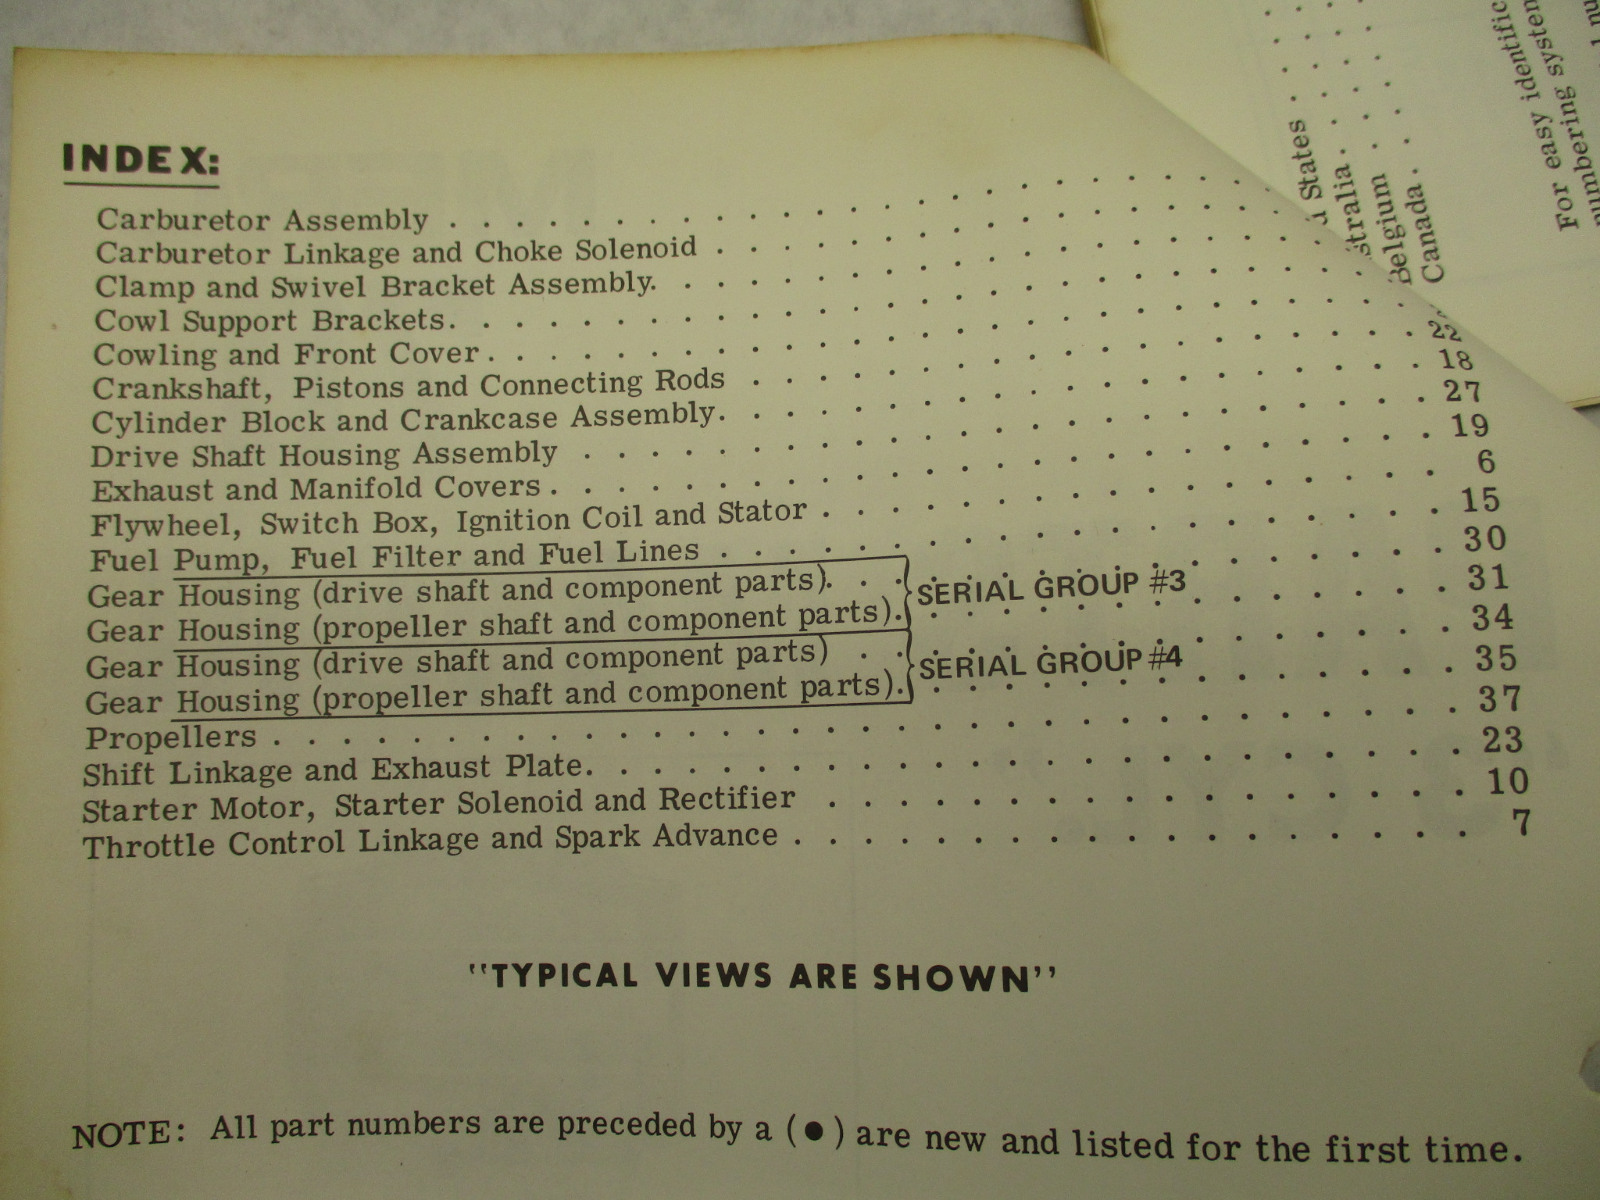 INDEX:
Carburetor Assembly . . . . . . . . . . . . . . . . . . . . . .
Carburetor Linkage and Choke Solenoid . . . . . . . . . . . . . . . .
Clamp and Swivel Bracket Assembly. . . . . . . . . . . . . . . . . .
Cowl Support Brackets. . . . . . . . . . . . . . . . . . . . . . .
Cowling and Front Cover . . . . . . . . . . . . . . . . . . . . . .
Crankshaft, Pistons and Connecting Rods . . . . . . . . . . . . . . . . 22
Cylinder Block and Crankcase Assembly. . . . . . . . . . . . . . . . . 18
Drive Shaft Housing Assembly . . . . . . . . . . . . . . . . . . . . 27
Exhaust and Manifold Covers . . . . . . . . . . . . . . . . . . . . 19
Flywheel, Switch Box, Ignition Coil and Stator . . . . . . . . . . . . . . 6
Fuel Pump, Fuel Filter and Fuel Lines . . . . . . . . . . . . . . . . . 15
Gear Housing (drive shaft and component parts). . . SERIAL GROUP #3 . . . . . . . 30
Gear Housing (propeller shaft and component parts). . . . . . . . . . . . . . 31
Gear Housing (drive shaft and component parts) . . SERIAL GROUP #4 . . . . . . . 34
Gear Housing (propeller shaft and component parts). . . . . . . . . . . . . . 35
Propellers . . . . . . . . . . . . . . . . . . . . . . . . . . . 37
Shift Linkage and Exhaust Plate. . . . . . . . . . . . . . . . . . . . 23
Starter Motor, Starter Solenoid and Rectifier . . . . . . . . . . . . . . 10
Throttle Control Linkage and Spark Advance . . . . . . . . . . . . . . . 7
"TYPICAL VIEWS ARE SHOWN"
NOTE: All part numbers are preceded by a (●) are new and listed for the first time.
States . .
stralia . . .
Belgium . . .
Canada . . .
For easy identific
numbering system